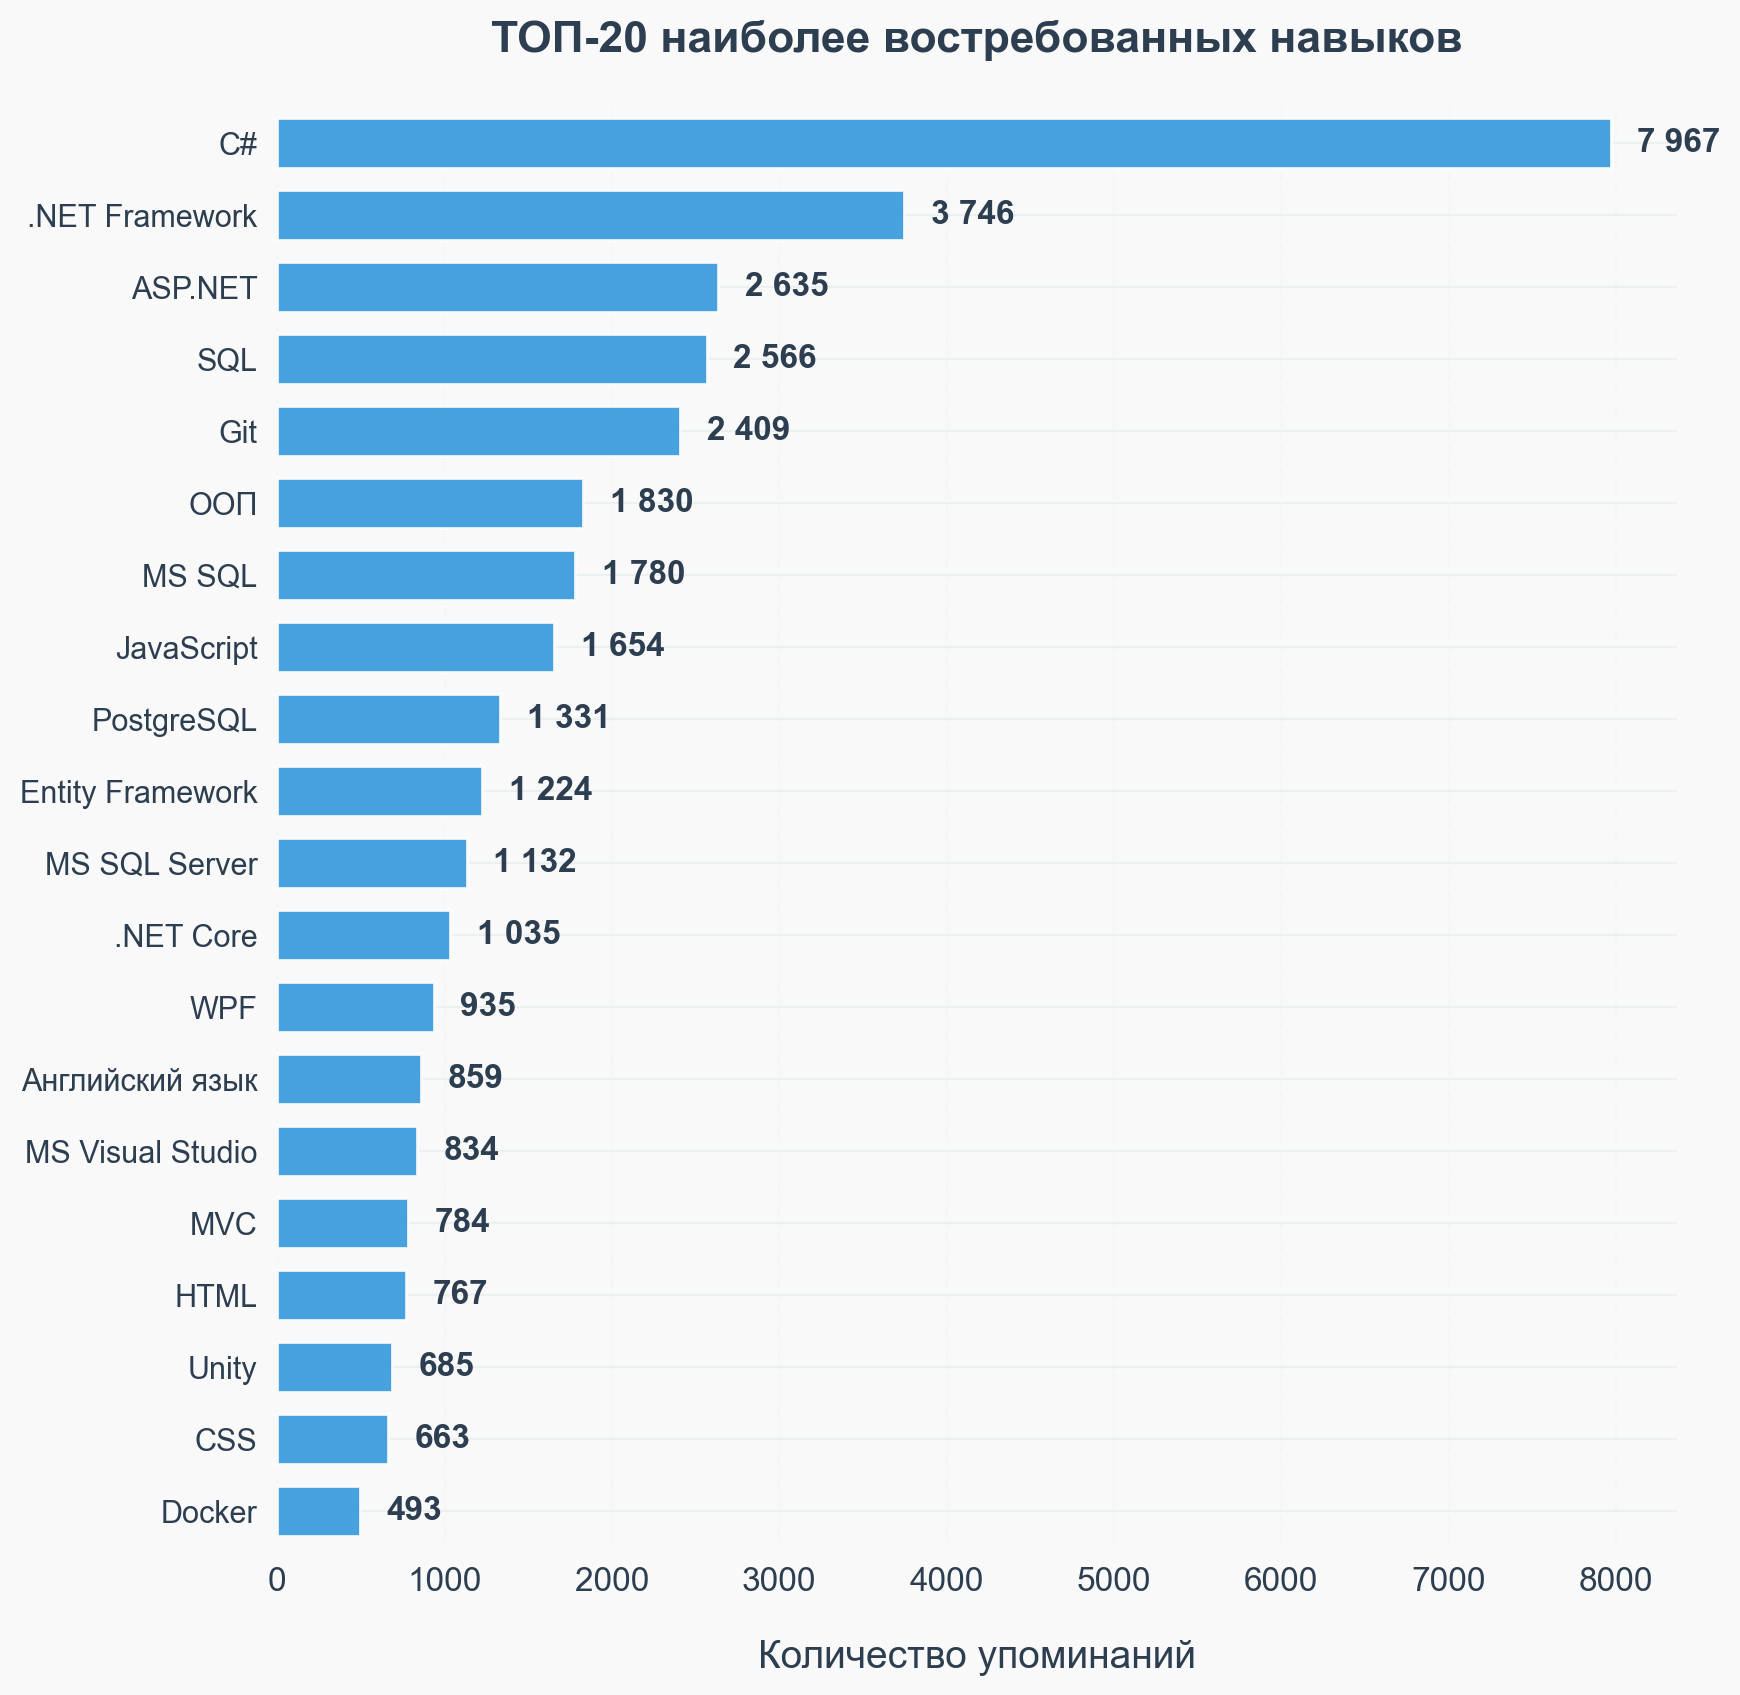 ТОП-20 наиболее востребованных навыков
C# 7 967
.NET Framework 3 746
ASP.NET 2 635
SQL 2 566
Git 2 409
ООП 1 830
MS SQL 1 780
JavaScript 1 654
PostgreSQL 1 331
Entity Framework 1 224
MS SQL Server 1 132
.NET Core 1 035
WPF 935
Английский язык 859
MS Visual Studio 834
MVC 784
HTML 767
Unity 685
CSS 663
Docker 493
0 1000 2000 3000 4000 5000 6000 7000 8000
Количество упоминаний